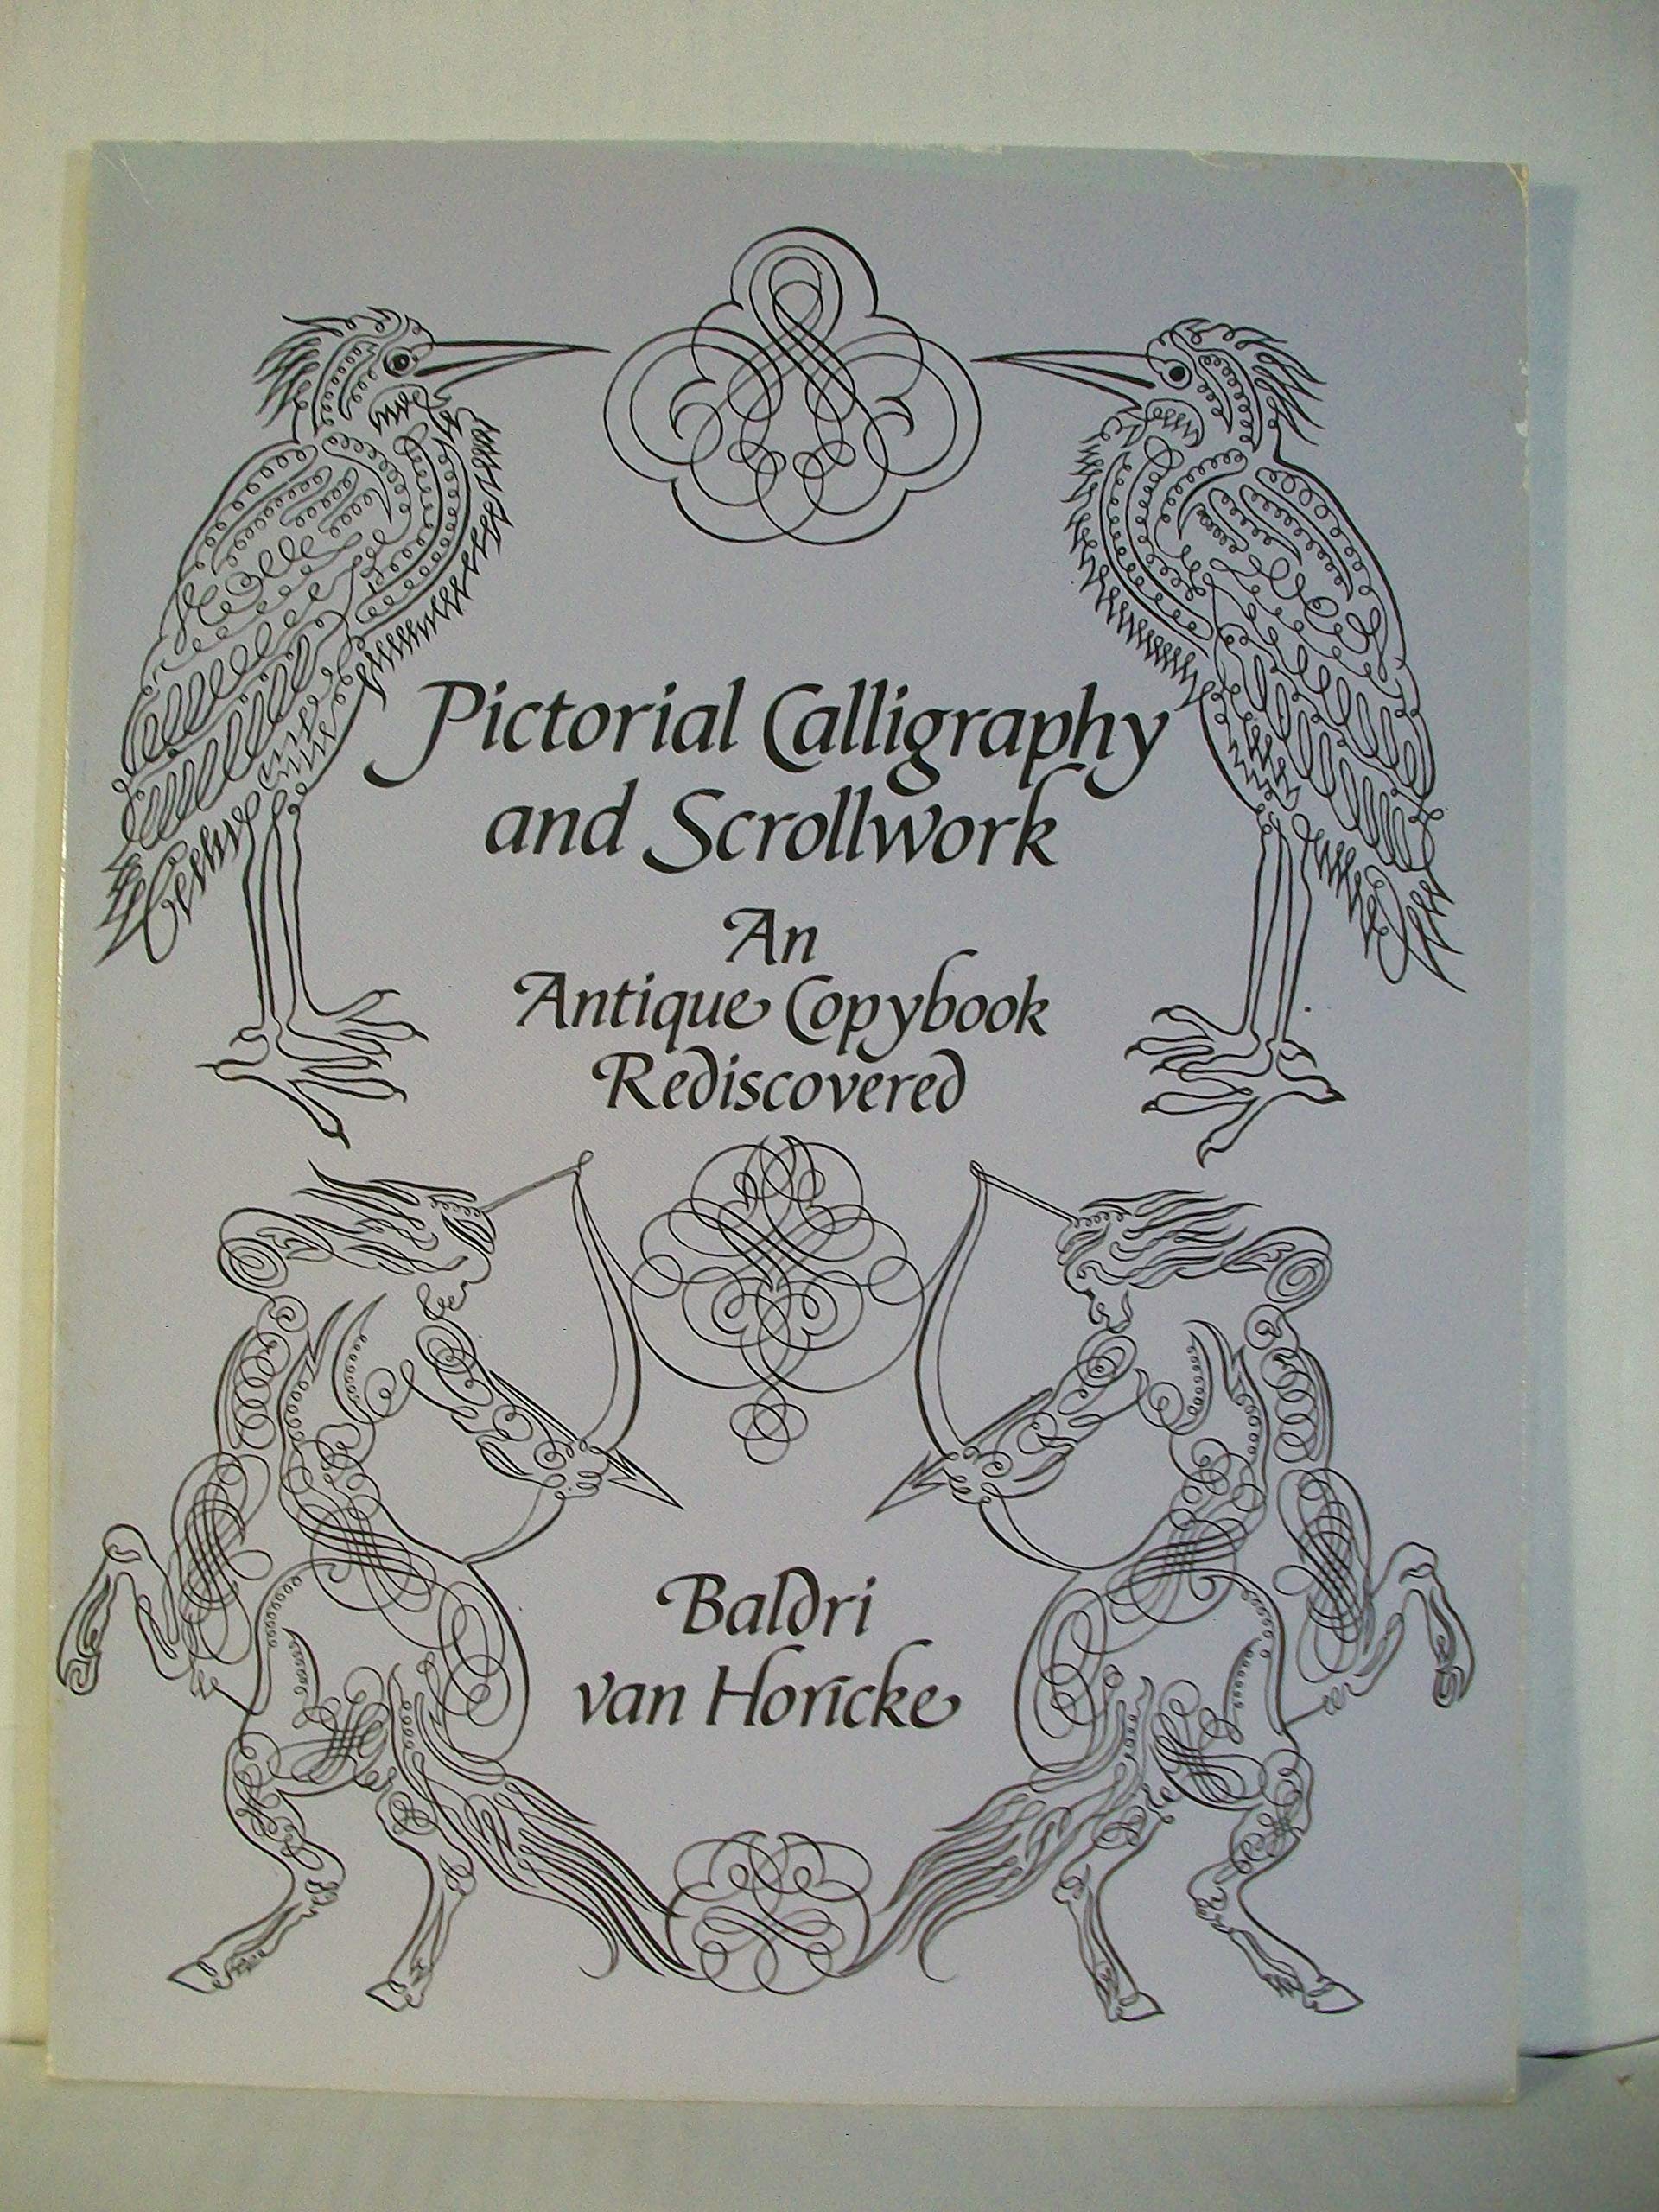 Pictorial Calligraphy
and Scrollwork
An
Antique Copybook
Rediscovered
Baldri
van Horicke